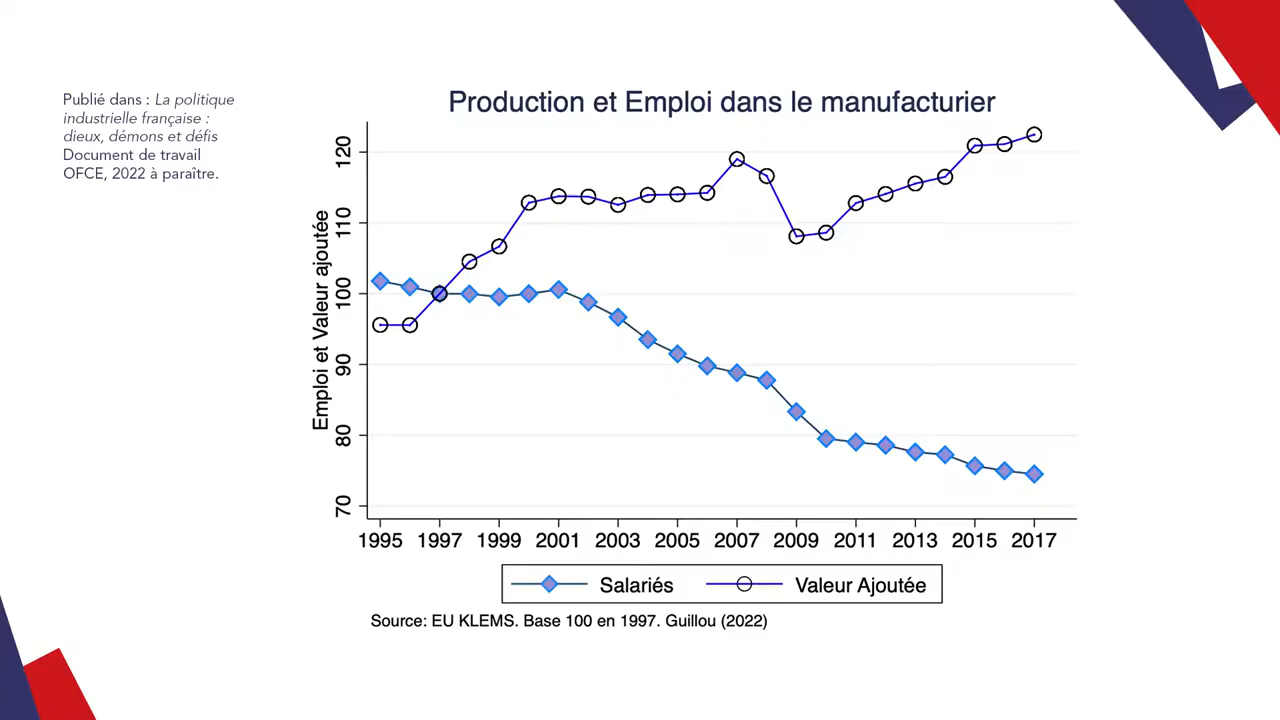 Publié dans : La politique
industrielle française :
dieux, démons et défis
Document de travail
OFCE, 2022 à paraître.
Production et Emploi dans le manufacturier
Emploi et Valeur ajoutée
120
110
100
90
80
70
1995 1997 1999 2001 2003 2005 2007 2009 2011 2013 2015 2017
Salariés Valeur Ajoutée
Source: EU KLEMS. Base 100 en 1997. Guillou (2022)